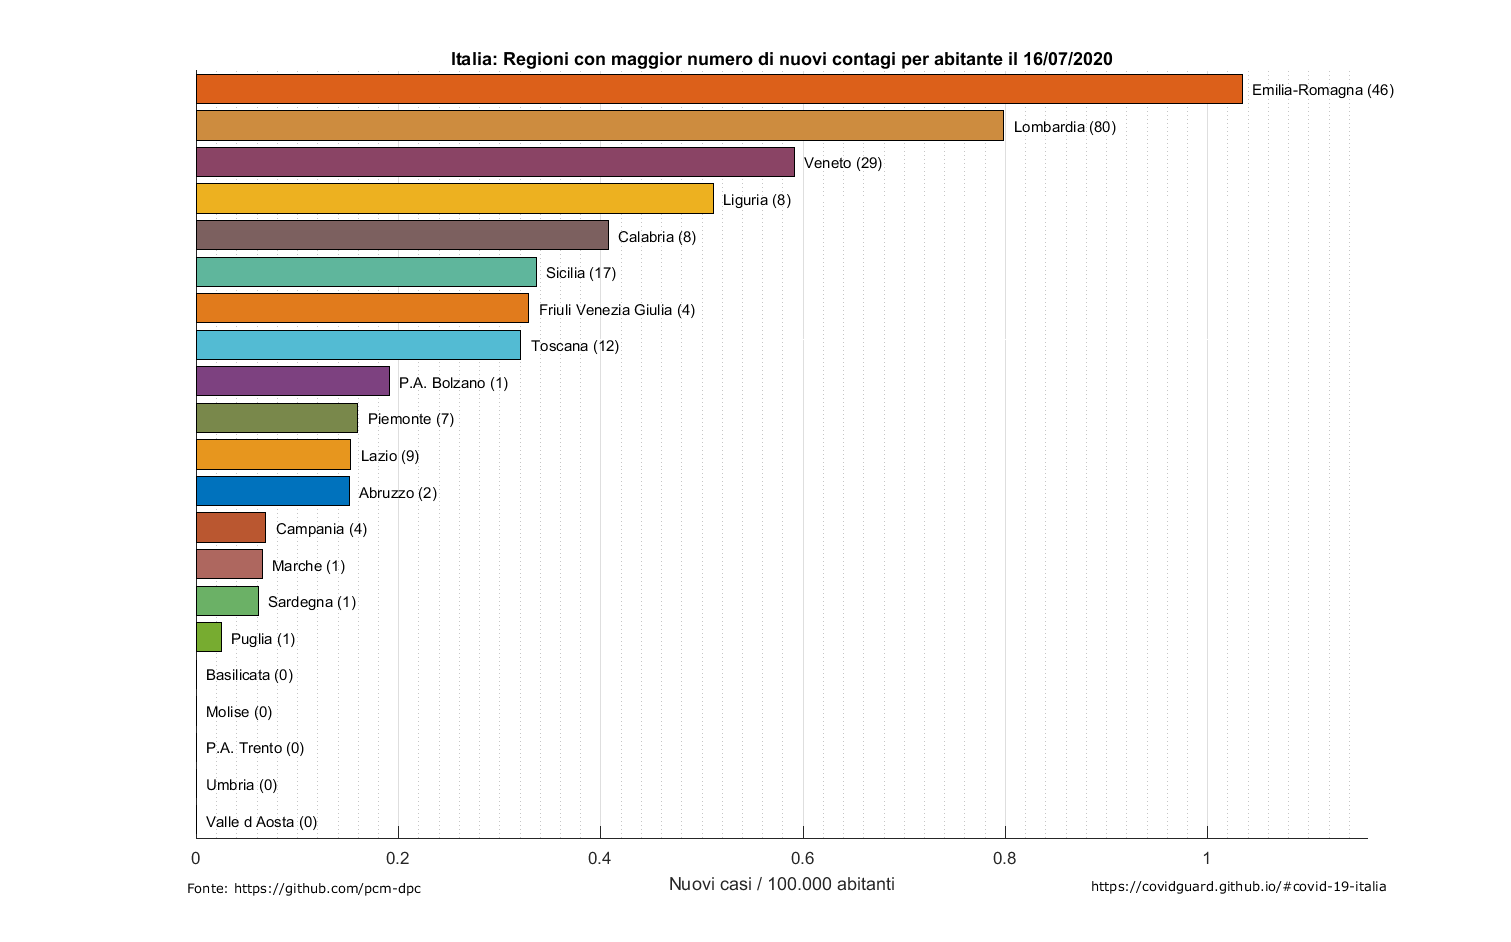 Italia: Regioni con maggior numero di nuovi contagi per abitante il 16/07/2020
Emilia-Romagna (46)
Lombardia (80)
Veneto (29)
Liguria (8)
Calabria (8)
Sicilia (17)
Friuli Venezia Giulia (4)
Toscana (12)
P.A. Bolzano (1)
Piemonte (7)
Lazio (9)
Abruzzo (2)
Campania (4)
Marche (1)
Sardegna (1)
Puglia (1)
Basilicata (0)
Molise (0)
P.A. Trento (0)
Umbria (0)
Valle d Aosta (0)
0 0.2 0.4 0.6 0.8 1
Nuovi casi / 100.000 abitanti
Fonte: https://github.com/pcm-dpc
https://covidguard.github.io/#covid-19-italia